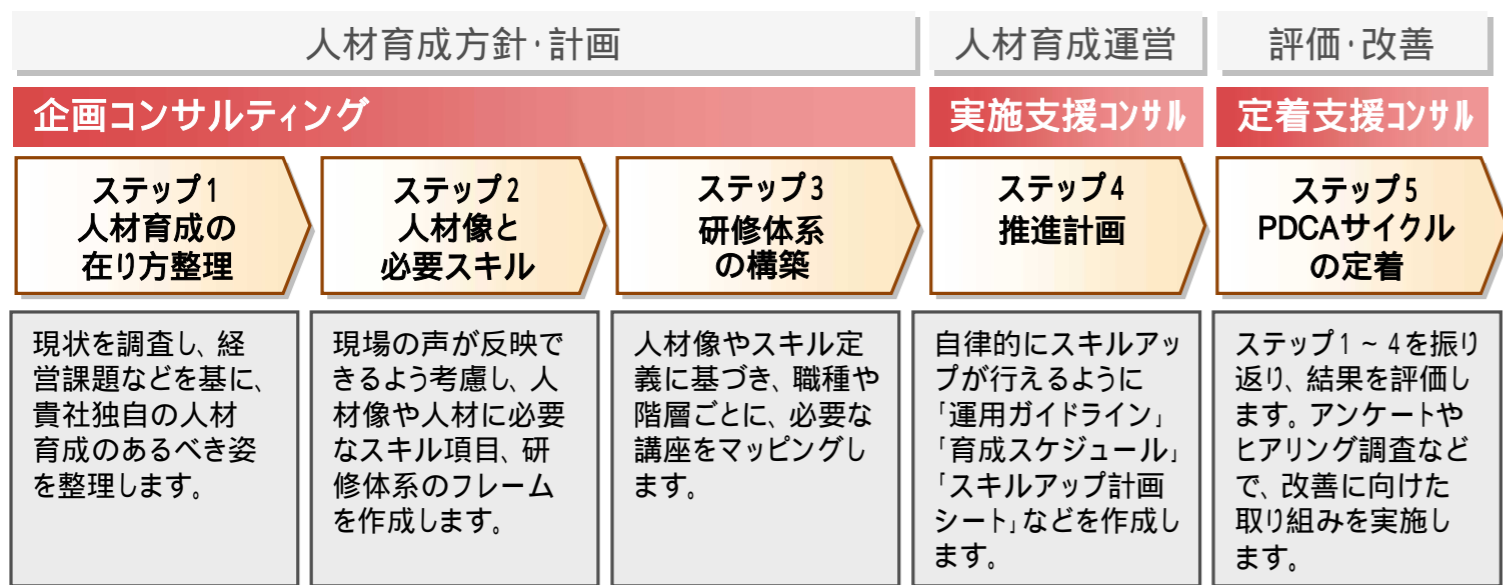 人材育成方針・計画
人材育成運営
評価・改善
企画コンサルティング
実施支援コンサル
定着支援コンサル
ステップ1
人材育成の
在り方整理
ステップ2
人材像と
必要スキル
ステップ3
研修体系
の構築
ステップ4
推進計画
ステップ5
PDCAサイクル
の定着
現状を調査し、経
営課題などを基に、
貴社独自の人材
育成のあるべき姿
を整理します。
現場の声が反映で
きるよう考慮し、人
材像や人材に必要
なスキル項目、研
修体系のフレーム
を作成します。
人材像やスキル定
義に基づき、職種や
階層ごとに、必要な
講座をマッピングし
ます。
自律的にスキルアッ
プが行えるように
「運用ガイドライン」
「育成スケジュール」
「スキルアップ計画
シート」などを作成し
ます。
ステップ1~4を振り
返り、結果を評価し
ます。アンケートや
ヒアリング調査など
で、改善に向けた
取り組みを実施し
ます。